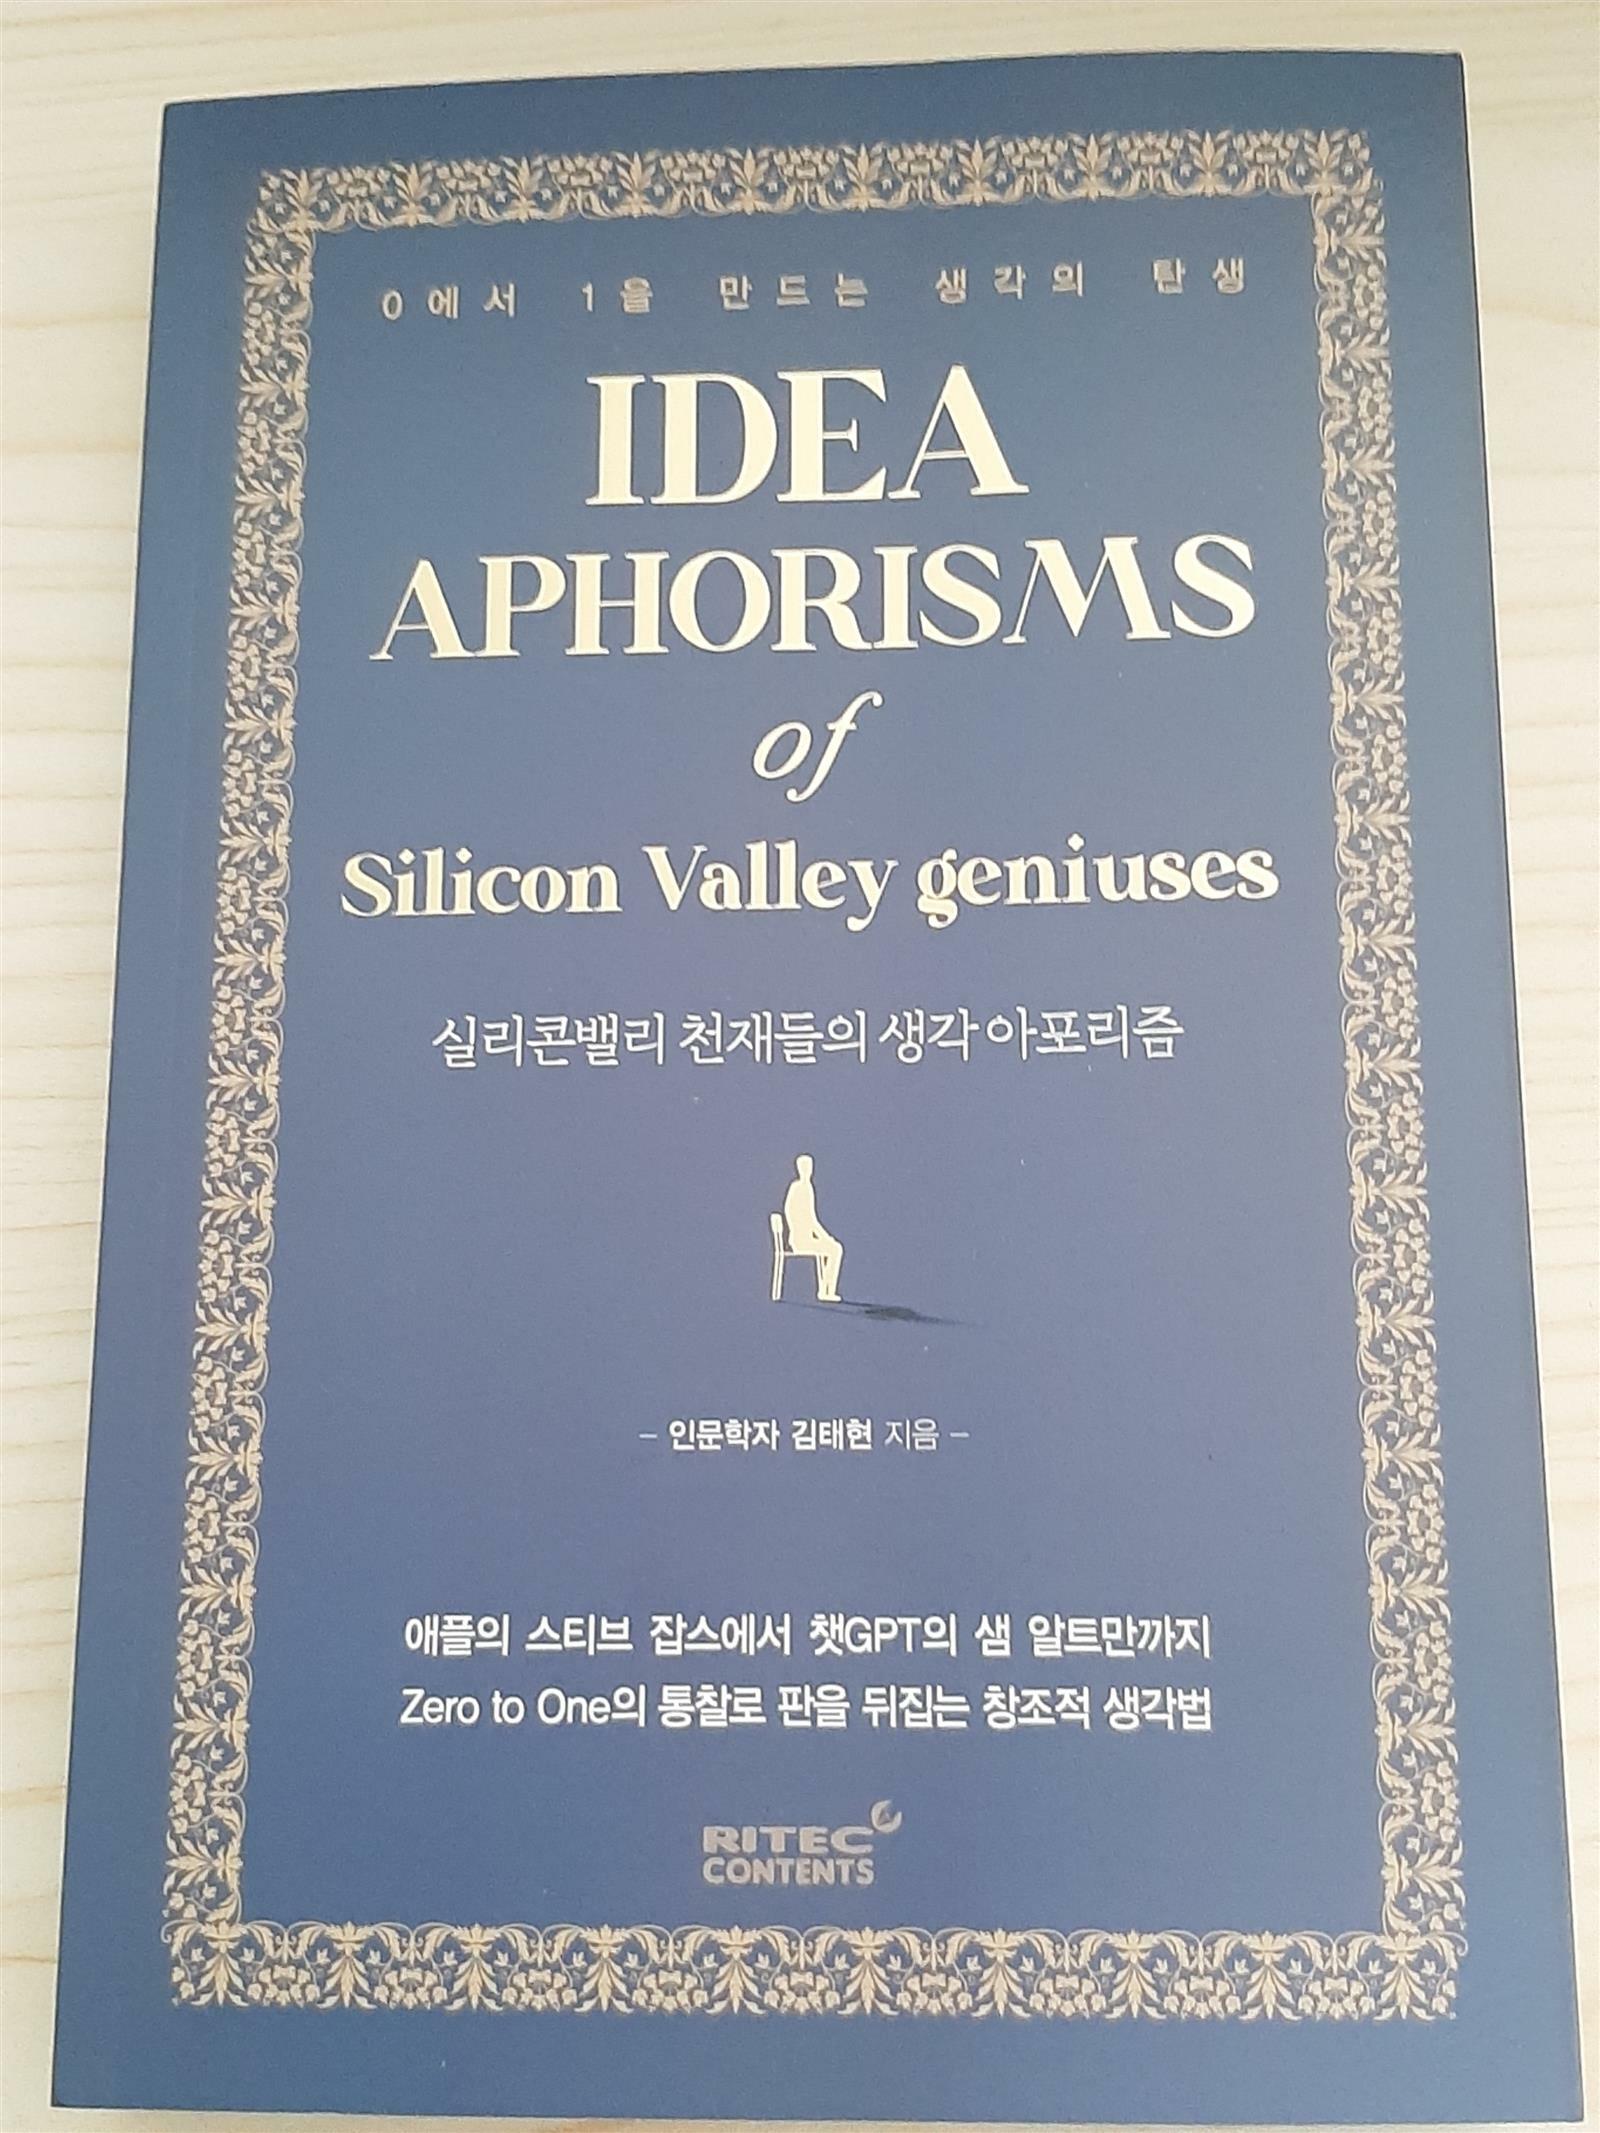 0에서 1을 만드는 생각의 탄생
IDEA
APHORISMS
of
Silicon Valley geniuses
실리콘밸리 천재들의 생각 아포리즘
- 인문학자 김태현 지음 -
애플의 스티브 잡스에서 챗GPT의 샘 알트만까지
Zero to One의 통찰로 판을 뒤집는 창조적 생각법
RITEC
CONTENTS